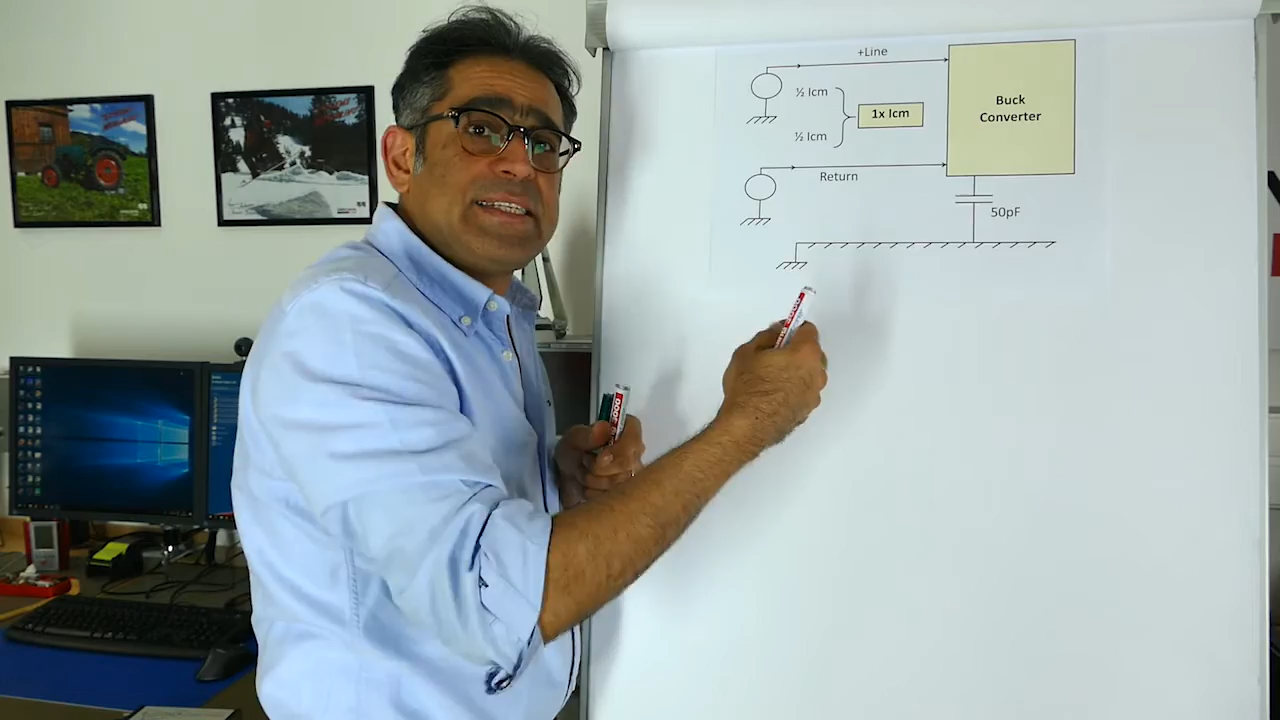 +Line
½ Icm
1x Icm
½ Icm
Return
Buck
Converter
50pF